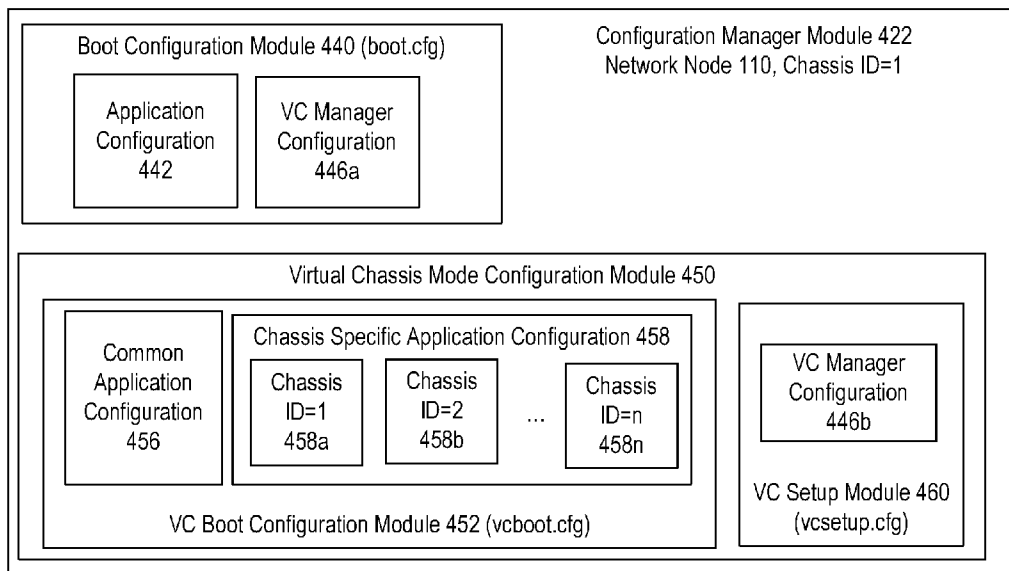 Boot Configuration Module 440 (boot.cfg)
Application
Configuration
442
VC Manager
Configuration
446a
Configuration Manager Module 422
Network Node 110, Chassis ID=1
Virtual Chassis Mode Configuration Module 450
Common
Application
Configuration
456
Chassis Specific Application Configuration 458
Chassis
ID=1
458a
Chassis
ID=2
458b
...
Chassis
ID=n
458n
VC Boot Configuration Module 452 (vcboot.cfg)
VC Manager
Configuration
446b
VC Setup Module 460
(vcsetup.cfg)